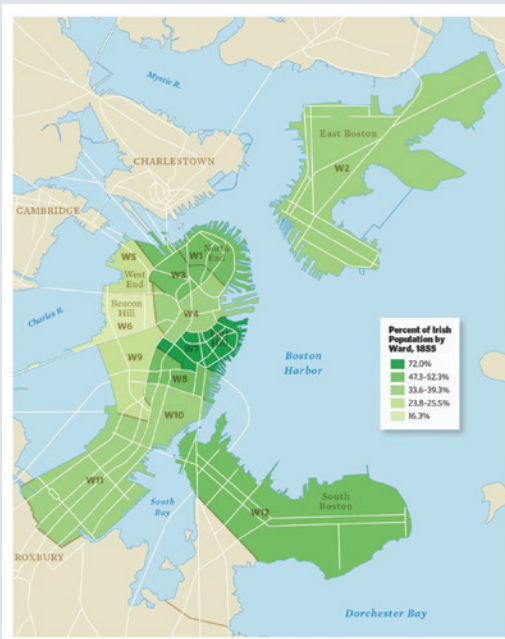 Mystic R.
CHARLESTOWN
East Boston
W2
CAMBRIDGE
W5
W1
North
End
West
End
W3
Beacon
Hill
W6
W4
Charles R.
W9
W8
Boston
Harbor
Percent of Irish
Population by
Ward, 1855
72.0%
47.3–52.3%
33.6–39.3%
23.8–25.5%
16.3%
W10
W11
South
Bay
South
Boston
W12
ROXBURY
Dorchester Bay